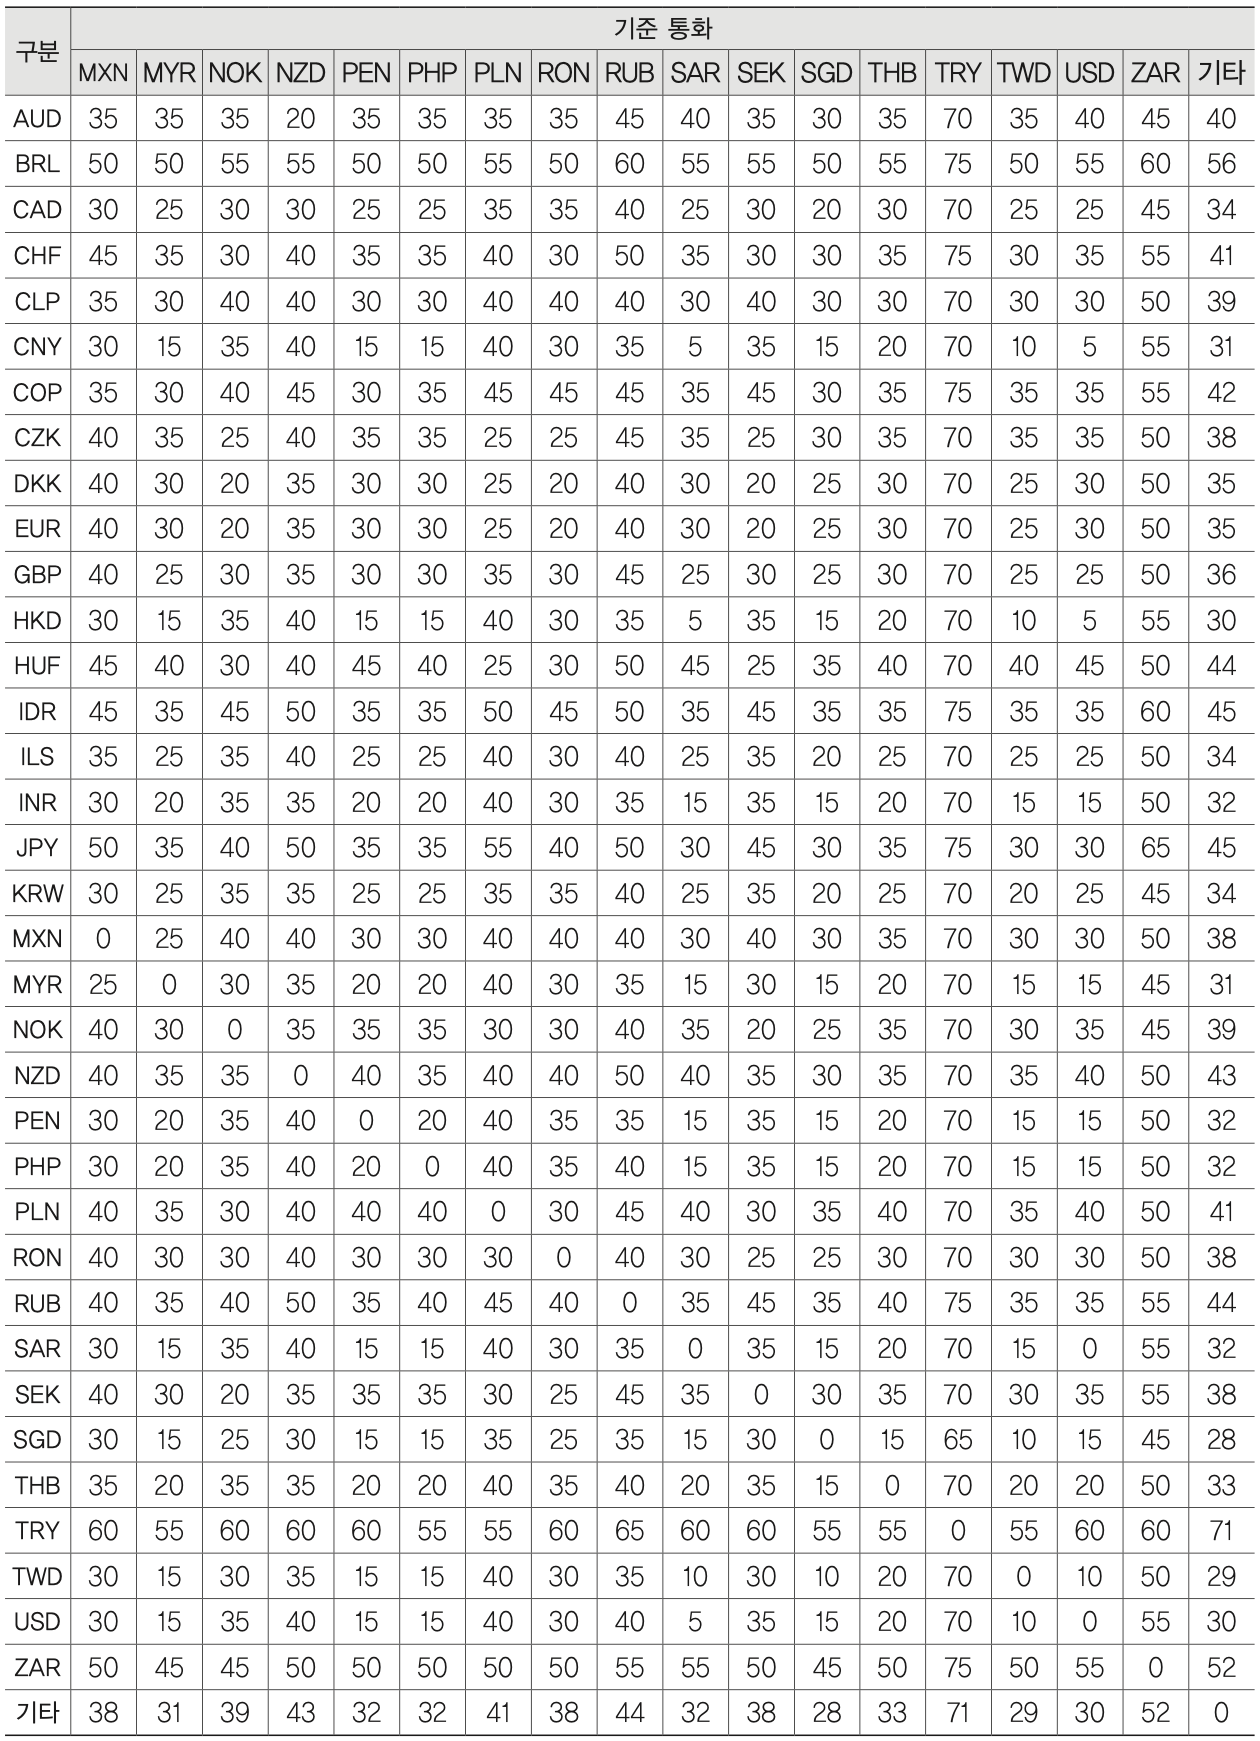 구분 기준 통화
MXN MYR NOK NZD PEN PHP PLN RON RUB SAR SEK SGD THB TRY TWD USD ZAR 기타
AUD 35 35 35 20 35 35 35 35 45 40 35 30 35 70 35 40 45 40
BRL 50 50 55 55 50 50 55 50 60 55 55 50 55 75 50 55 60 56
CAD 30 25 30 30 25 25 35 35 40 25 30 20 30 70 25 25 45 34
CHF 45 35 30 40 35 35 40 30 50 35 30 30 35 75 30 35 55 41
CLP 35 30 40 40 30 30 40 40 40 30 40 30 30 70 30 30 50 39
CNY 30 15 35 40 15 15 40 30 35 5 35 15 20 70 10 5 55 31
COP 35 30 40 45 30 35 45 45 45 35 45 30 35 75 35 35 55 42
CZK 40 35 25 40 35 35 25 25 45 35 25 30 35 70 35 35 50 38
DKK 40 30 20 35 30 30 25 20 40 30 20 25 30 70 25 30 50 35
EUR 40 30 20 35 30 30 25 20 40 30 20 25 30 70 25 30 50 35
GBP 40 25 30 35 30 30 35 30 45 25 30 25 30 70 25 25 50 36
HKD 30 15 35 40 15 15 40 30 35 5 35 15 20 70 10 5 55 30
HUF 45 40 30 40 45 40 25 30 50 45 25 35 40 70 40 45 50 44
IDR 45 35 45 50 35 35 50 45 50 35 45 35 35 75 35 35 60 45
ILS 35 25 35 40 25 25 40 30 40 25 35 20 25 70 25 25 50 34
INR 30 20 35 35 20 20 40 30 35 15 35 15 20 70 15 15 50 32
JPY 50 35 40 50 35 35 55 40 50 30 45 30 35 75 30 30 65 45
KRW 30 25 35 35 25 25 35 35 40 25 35 20 25 70 20 25 45 34
MXN 0 25 40 40 30 30 40 40 40 30 40 30 35 70 30 30 50 38
MYR 25 0 30 35 20 20 40 30 35 15 30 15 20 70 15 15 45 31
NOK 40 30 0 35 35 35 30 30 40 35 20 25 35 70 30 35 45 39
NZD 40 35 35 0 40 35 40 40 50 40 35 30 35 70 35 40 50 43
PEN 30 20 35 40 0 20 40 35 35 15 35 15 20 70 15 15 50 32
PHP 30 20 35 40 20 0 40 35 40 15 35 15 20 70 15 15 50 32
PLN 40 35 30 40 40 40 0 30 45 40 30 35 40 70 35 40 50 41
RON 40 30 30 40 30 30 30 0 40 30 25 25 30 70 30 30 50 38
RUB 40 35 40 50 35 40 45 40 0 35 45 35 40 75 35 35 55 44
SAR 30 15 35 40 15 15 40 30 35 0 35 15 20 70 15 0 55 32
SEK 40 30 20 35 35 35 30 25 45 35 0 30 35 70 30 35 55 38
SGD 30 15 25 30 15 15 35 25 35 15 30 0 15 65 10 15 45 28
THB 35 20 35 35 20 20 40 35 40 20 35 15 0 70 20 20 50 33
TRY 60 55 60 60 60 55 55 60 65 60 60 55 55 0 55 60 60 71
TWD 30 15 30 35 15 15 40 30 35 10 30 10 20 70 0 10 50 29
USD 30 15 35 40 15 15 40 30 40 5 35 15 20 70 10 0 55 30
ZAR 50 45 45 50 50 50 50 50 55 55 50 45 50 75 50 55 0 52
기타 38 31 39 43 32 32 41 38 44 32 38 28 33 71 29 30 52 0